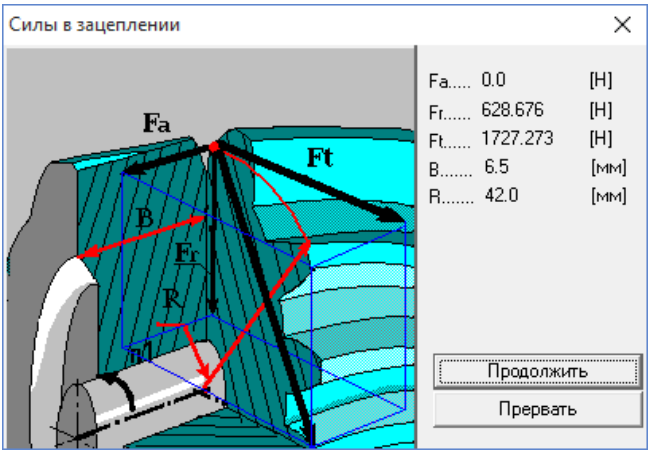 Силы в зацеплении
Fa..... 0.0 [Н]
Fr...... 628.676 [Н]
Ft...... 1727.273 [Н]
B....... 6.5 [мм]
R....... 42.0 [мм]
Fa
Ft
B
Fr
R
n1
Продолжить
Прервать